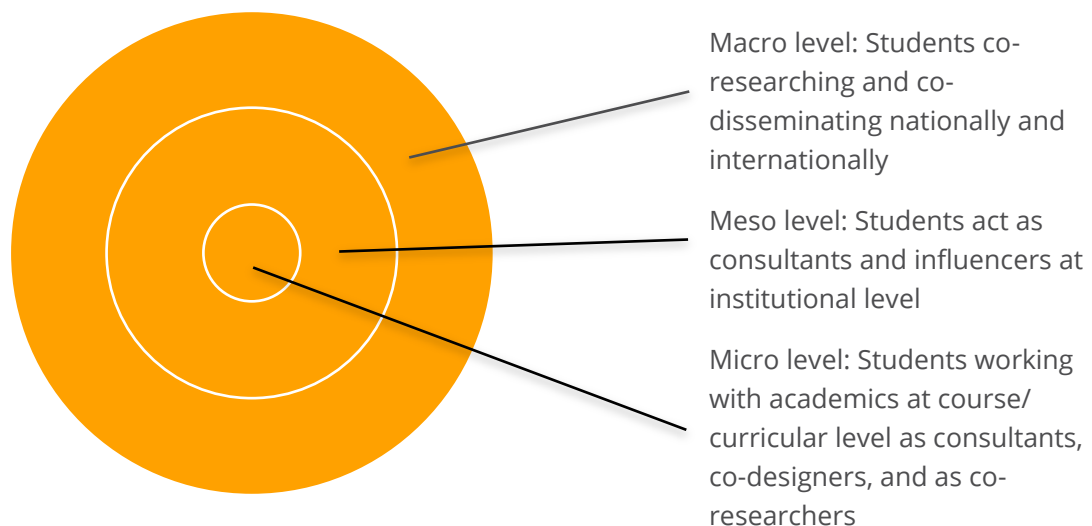 Macro level: Students co-
researching and co-
disseminating nationally and
internationally
Meso level: Students act as
consultants and influencers at
institutional level
Micro level: Students working
with academics at course/
curricular level as consultants,
co-designers, and as co-
researchers